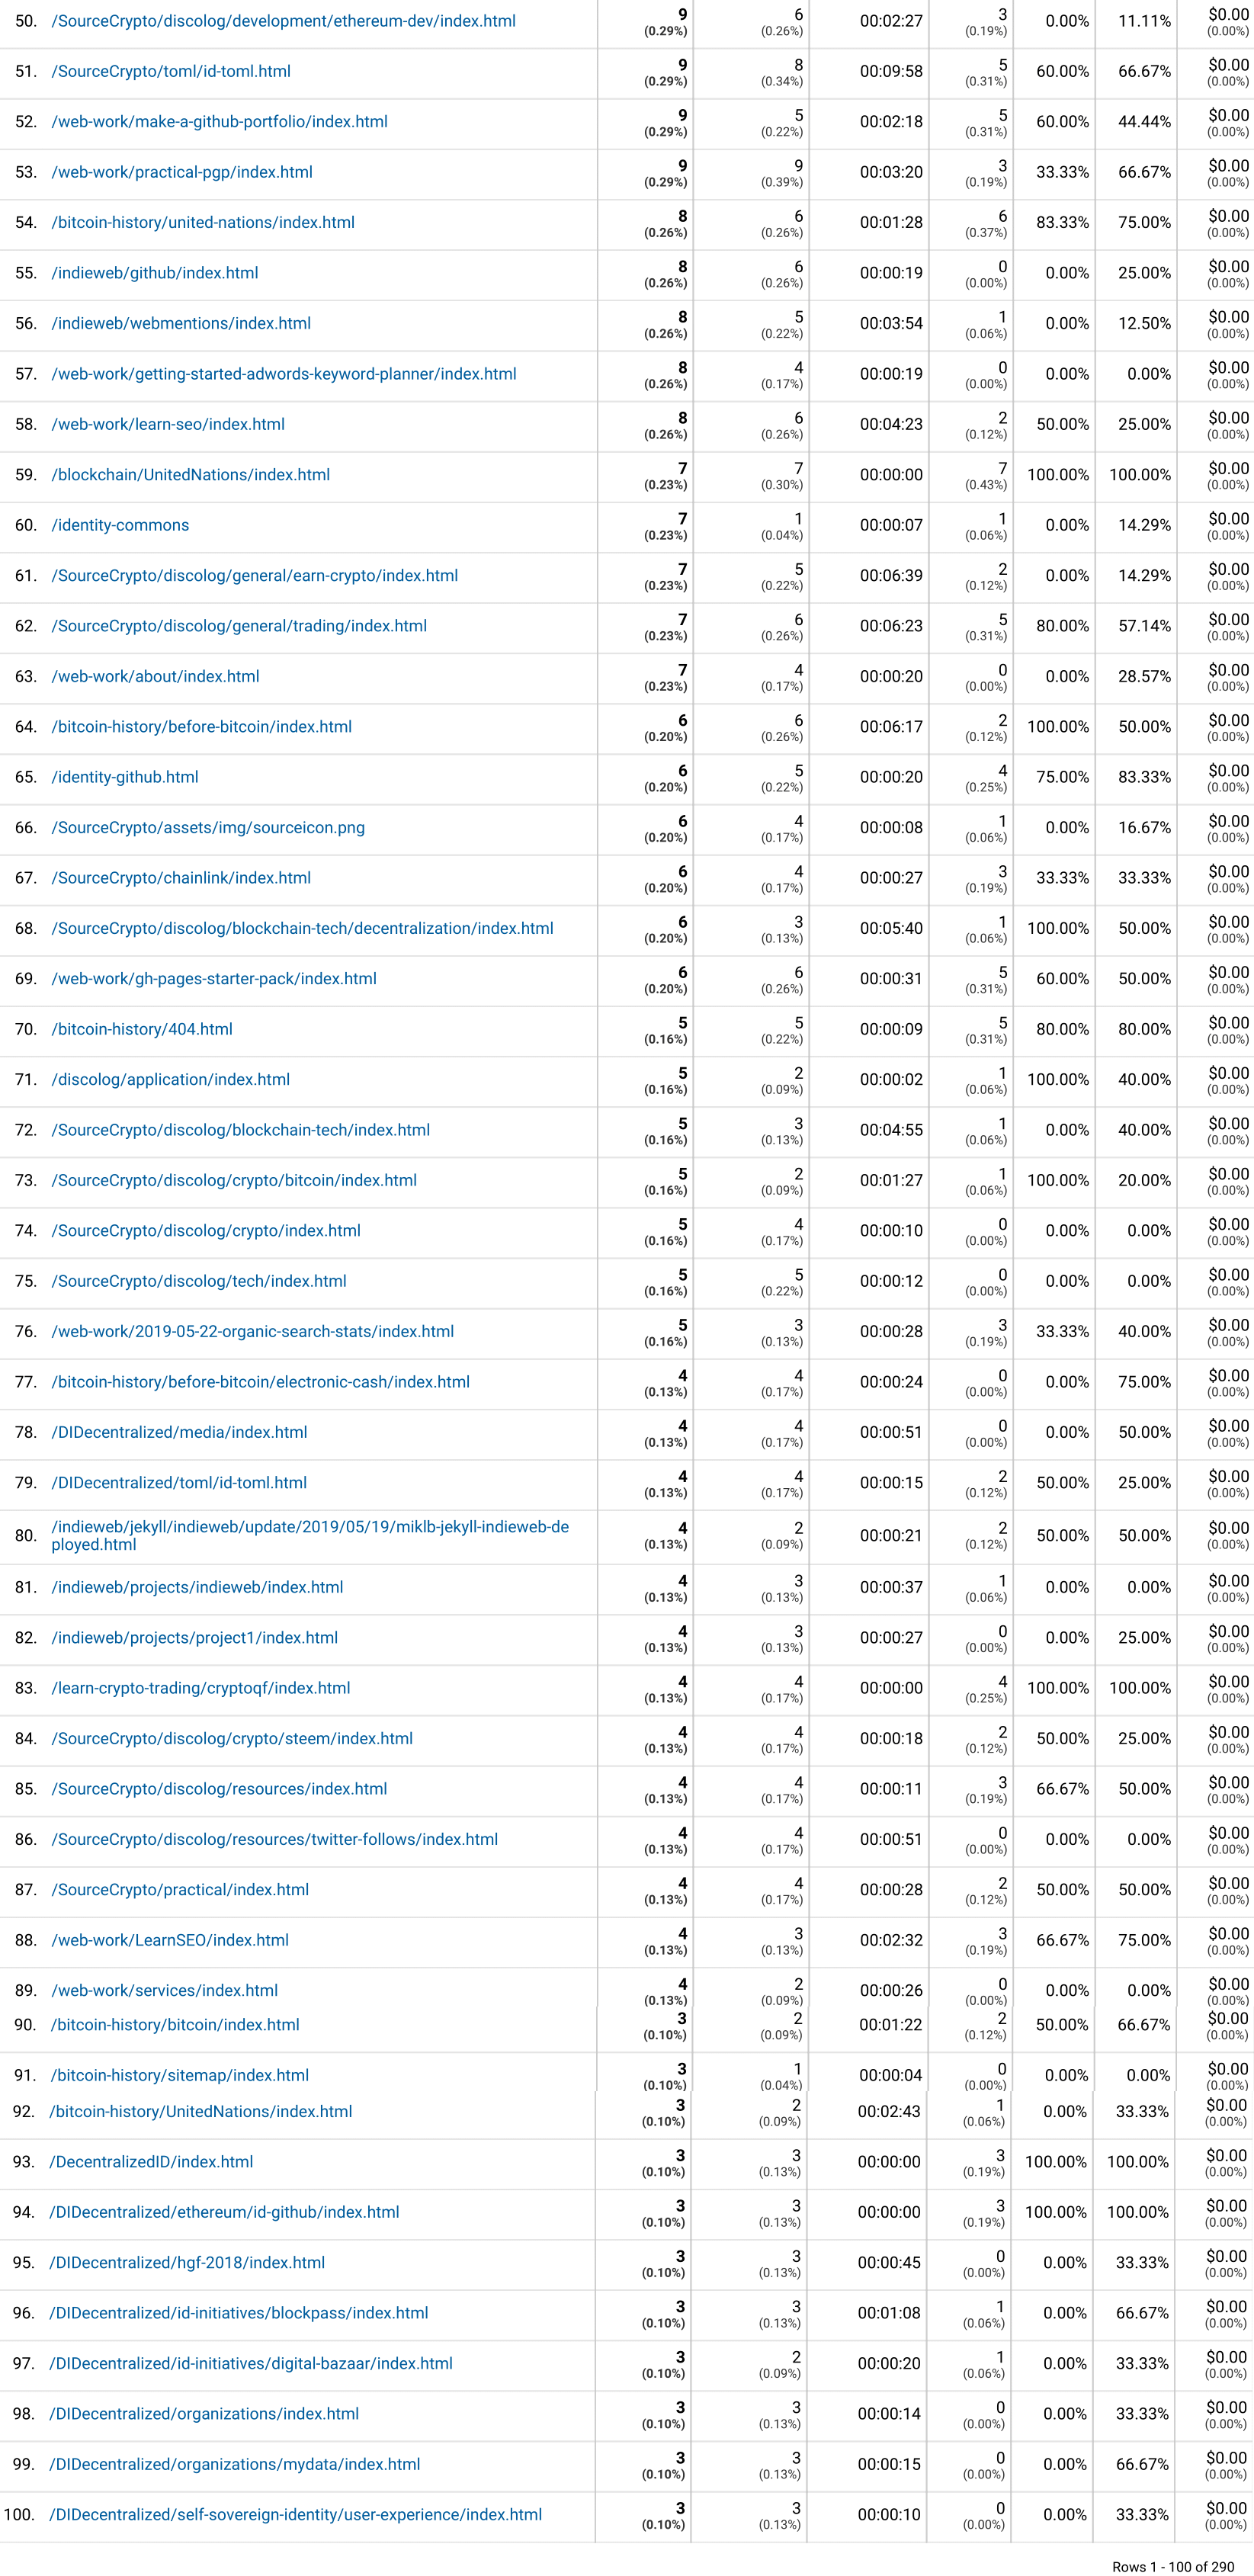 50. /SourceCrypto/discolog/development/ethereum-dev/index.html 9 (0.29%) 6 (0.26%) 00:02:27 3 (0.19%) 0.00% 11.11% $0.00 (0.00%)
51. /SourceCrypto/toml/id-toml.html 9 (0.29%) 8 (0.34%) 00:09:58 5 (0.31%) 60.00% 66.67% $0.00 (0.00%)
52. /web-work/make-a-github-portfolio/index.html 9 (0.29%) 5 (0.22%) 00:02:18 5 (0.31%) 60.00% 44.44% $0.00 (0.00%)
53. /web-work/practical-pgp/index.html 9 (0.29%) 9 (0.39%) 00:03:20 3 (0.19%) 33.33% 66.67% $0.00 (0.00%)
54. /bitcoin-history/united-nations/index.html 8 (0.26%) 6 (0.26%) 00:01:28 6 (0.37%) 83.33% 75.00% $0.00 (0.00%)
55. /indieweb/github/index.html 8 (0.26%) 6 (0.26%) 00:00:19 0 (0.00%) 0.00% 25.00% $0.00 (0.00%)
56. /indieweb/webmentions/index.html 8 (0.26%) 5 (0.22%) 00:03:54 1 (0.06%) 0.00% 12.50% $0.00 (0.00%)
57. /web-work/getting-started-adwords-keyword-planner/index.html 8 (0.26%) 4 (0.17%) 00:00:19 0 (0.00%) 0.00% 0.00% $0.00 (0.00%)
58. /web-work/learn-seo/index.html 8 (0.26%) 6 (0.26%) 00:04:23 2 (0.12%) 50.00% 25.00% $0.00 (0.00%)
59. /blockchain/UnitedNations/index.html 7 (0.23%) 7 (0.30%) 00:00:00 7 (0.43%) 100.00% 100.00% $0.00 (0.00%)
60. /identity-commons 7 (0.23%) 1 (0.04%) 00:00:07 1 (0.06%) 0.00% 14.29% $0.00 (0.00%)
61. /SourceCrypto/discolog/general/earn-crypto/index.html 7 (0.23%) 5 (0.22%) 00:06:39 2 (0.12%) 0.00% 14.29% $0.00 (0.00%)
62. /SourceCrypto/discolog/general/trading/index.html 7 (0.23%) 6 (0.26%) 00:06:23 5 (0.31%) 80.00% 57.14% $0.00 (0.00%)
63. /web-work/about/index.html 7 (0.23%) 4 (0.17%) 00:00:20 0 (0.00%) 0.00% 28.57% $0.00 (0.00%)
64. /bitcoin-history/before-bitcoin/index.html 6 (0.20%) 6 (0.26%) 00:06:17 2 (0.12%) 100.00% 50.00% $0.00 (0.00%)
65. /identity-github.html 6 (0.20%) 5 (0.22%) 00:00:20 4 (0.25%) 75.00% 83.33% $0.00 (0.00%)
66. /SourceCrypto/assets/img/sourceicon.png 6 (0.20%) 4 (0.17%) 00:00:08 1 (0.06%) 0.00% 16.67% $0.00 (0.00%)
67. /SourceCrypto/chainlink/index.html 6 (0.20%) 4 (0.17%) 00:00:27 3 (0.19%) 33.33% 33.33% $0.00 (0.00%)
68. /SourceCrypto/discolog/blockchain-tech/decentralization/index.html 6 (0.20%) 3 (0.13%) 00:05:40 1 (0.06%) 100.00% 50.00% $0.00 (0.00%)
69. /web-work/gh-pages-starter-pack/index.html 6 (0.20%) 6 (0.26%) 00:00:31 5 (0.31%) 60.00% 50.00% $0.00 (0.00%)
70. /bitcoin-history/404.html 5 (0.16%) 5 (0.22%) 00:00:09 5 (0.31%) 80.00% 80.00% $0.00 (0.00%)
71. /discolog/application/index.html 5 (0.16%) 2 (0.09%) 00:00:02 1 (0.06%) 100.00% 40.00% $0.00 (0.00%)
72. /SourceCrypto/discolog/blockchain-tech/index.html 5 (0.16%) 3 (0.13%) 00:04:55 1 (0.06%) 0.00% 40.00% $0.00 (0.00%)
73. /SourceCrypto/discolog/crypto/bitcoin/index.html 5 (0.16%) 2 (0.09%) 00:01:27 1 (0.06%) 100.00% 20.00% $0.00 (0.00%)
74. /SourceCrypto/discolog/crypto/index.html 5 (0.16%) 4 (0.17%) 00:00:10 0 (0.00%) 0.00% 0.00% $0.00 (0.00%)
75. /SourceCrypto/discolog/tech/index.html 5 (0.16%) 5 (0.22%) 00:00:12 0 (0.00%) 0.00% 0.00% $0.00 (0.00%)
76. /web-work/2019-05-22-organic-search-stats/index.html 5 (0.16%) 3 (0.13%) 00:00:28 3 (0.19%) 33.33% 40.00% $0.00 (0.00%)
77. /bitcoin-history/before-bitcoin/electronic-cash/index.html 4 (0.13%) 4 (0.17%) 00:00:24 0 (0.00%) 0.00% 75.00% $0.00 (0.00%)
78. /DIDecentralized/media/index.html 4 (0.13%) 4 (0.17%) 00:00:51 0 (0.00%) 0.00% 50.00% $0.00 (0.00%)
79. /DIDecentralized/toml/id-toml.html 4 (0.13%) 4 (0.17%) 00:00:15 2 (0.12%) 50.00% 25.00% $0.00 (0.00%)
80. /indieweb/jekyll/indieweb/update/2019/05/19/miklb-jekyll-indieweb-de
ployed.html 4 (0.13%) 2 (0.09%) 00:00:21 2 (0.12%) 50.00% 50.00% $0.00 (0.00%)
81. /indieweb/projects/indieweb/index.html 4 (0.13%) 3 (0.13%) 00:00:37 1 (0.06%) 0.00% 0.00% $0.00 (0.00%)
82. /indieweb/projects/project1/index.html 4 (0.13%) 3 (0.13%) 00:00:27 0 (0.00%) 0.00% 25.00% $0.00 (0.00%)
83. /learn-crypto-trading/cryptoqf/index.html 4 (0.13%) 4 (0.17%) 00:00:00 4 (0.25%) 100.00% 100.00% $0.00 (0.00%)
84. /SourceCrypto/discolog/crypto/steem/index.html 4 (0.13%) 4 (0.17%) 00:00:18 2 (0.12%) 50.00% 25.00% $0.00 (0.00%)
85. /SourceCrypto/discolog/resources/index.html 4 (0.13%) 4 (0.17%) 00:00:11 3 (0.19%) 66.67% 50.00% $0.00 (0.00%)
86. /SourceCrypto/discolog/resources/twitter-follows/index.html 4 (0.13%) 4 (0.17%) 00:00:51 0 (0.00%) 0.00% 0.00% $0.00 (0.00%)
87. /SourceCrypto/practical/index.html 4 (0.13%) 4 (0.17%) 00:00:28 2 (0.12%) 50.00% 50.00% $0.00 (0.00%)
88. /web-work/LearnSEO/index.html 4 (0.13%) 3 (0.13%) 00:02:32 3 (0.19%) 66.67% 75.00% $0.00 (0.00%)
89. /web-work/services/index.html 4 (0.13%) 2 (0.09%) 00:00:26 0 (0.00%) 0.00% 0.00% $0.00 (0.00%)
90. /bitcoin-history/bitcoin/index.html 3 (0.10%) 2 (0.09%) 00:01:22 2 (0.12%) 50.00% 66.67% $0.00 (0.00%)
91. /bitcoin-history/sitemap/index.html 3 (0.10%) 1 (0.04%) 00:00:04 0 (0.00%) 0.00% 0.00% $0.00 (0.00%)
92. /bitcoin-history/UnitedNations/index.html 3 (0.10%) 2 (0.09%) 00:02:43 1 (0.06%) 0.00% 33.33% $0.00 (0.00%)
93. /DecentralizedID/index.html 3 (0.10%) 3 (0.13%) 00:00:00 3 (0.19%) 100.00% 100.00% $0.00 (0.00%)
94. /DIDecentralized/ethereum/id-github/index.html 3 (0.10%) 3 (0.13%) 00:00:00 3 (0.19%) 100.00% 100.00% $0.00 (0.00%)
95. /DIDecentralized/hgf-2018/index.html 3 (0.10%) 3 (0.13%) 00:00:45 0 (0.00%) 0.00% 33.33% $0.00 (0.00%)
96. /DIDecentralized/id-initiatives/blockpass/index.html 3 (0.10%) 3 (0.13%) 00:01:08 1 (0.06%) 0.00% 66.67% $0.00 (0.00%)
97. /DIDecentralized/id-initiatives/digital-bazaar/index.html 3 (0.10%) 2 (0.09%) 00:00:20 1 (0.06%) 0.00% 33.33% $0.00 (0.00%)
98. /DIDecentralized/organizations/index.html 3 (0.10%) 3 (0.13%) 00:00:14 0 (0.00%) 0.00% 33.33% $0.00 (0.00%)
99. /DIDecentralized/organizations/mydata/index.html 3 (0.10%) 3 (0.13%) 00:00:15 0 (0.00%) 0.00% 66.67% $0.00 (0.00%)
100. /DIDecentralized/self-sovereign-identity/user-experience/index.html 3 (0.10%) 3 (0.13%) 00:00:10 0 (0.00%) 0.00% 33.33% $0.00 (0.00%)
Rows 1 - 100 of 290